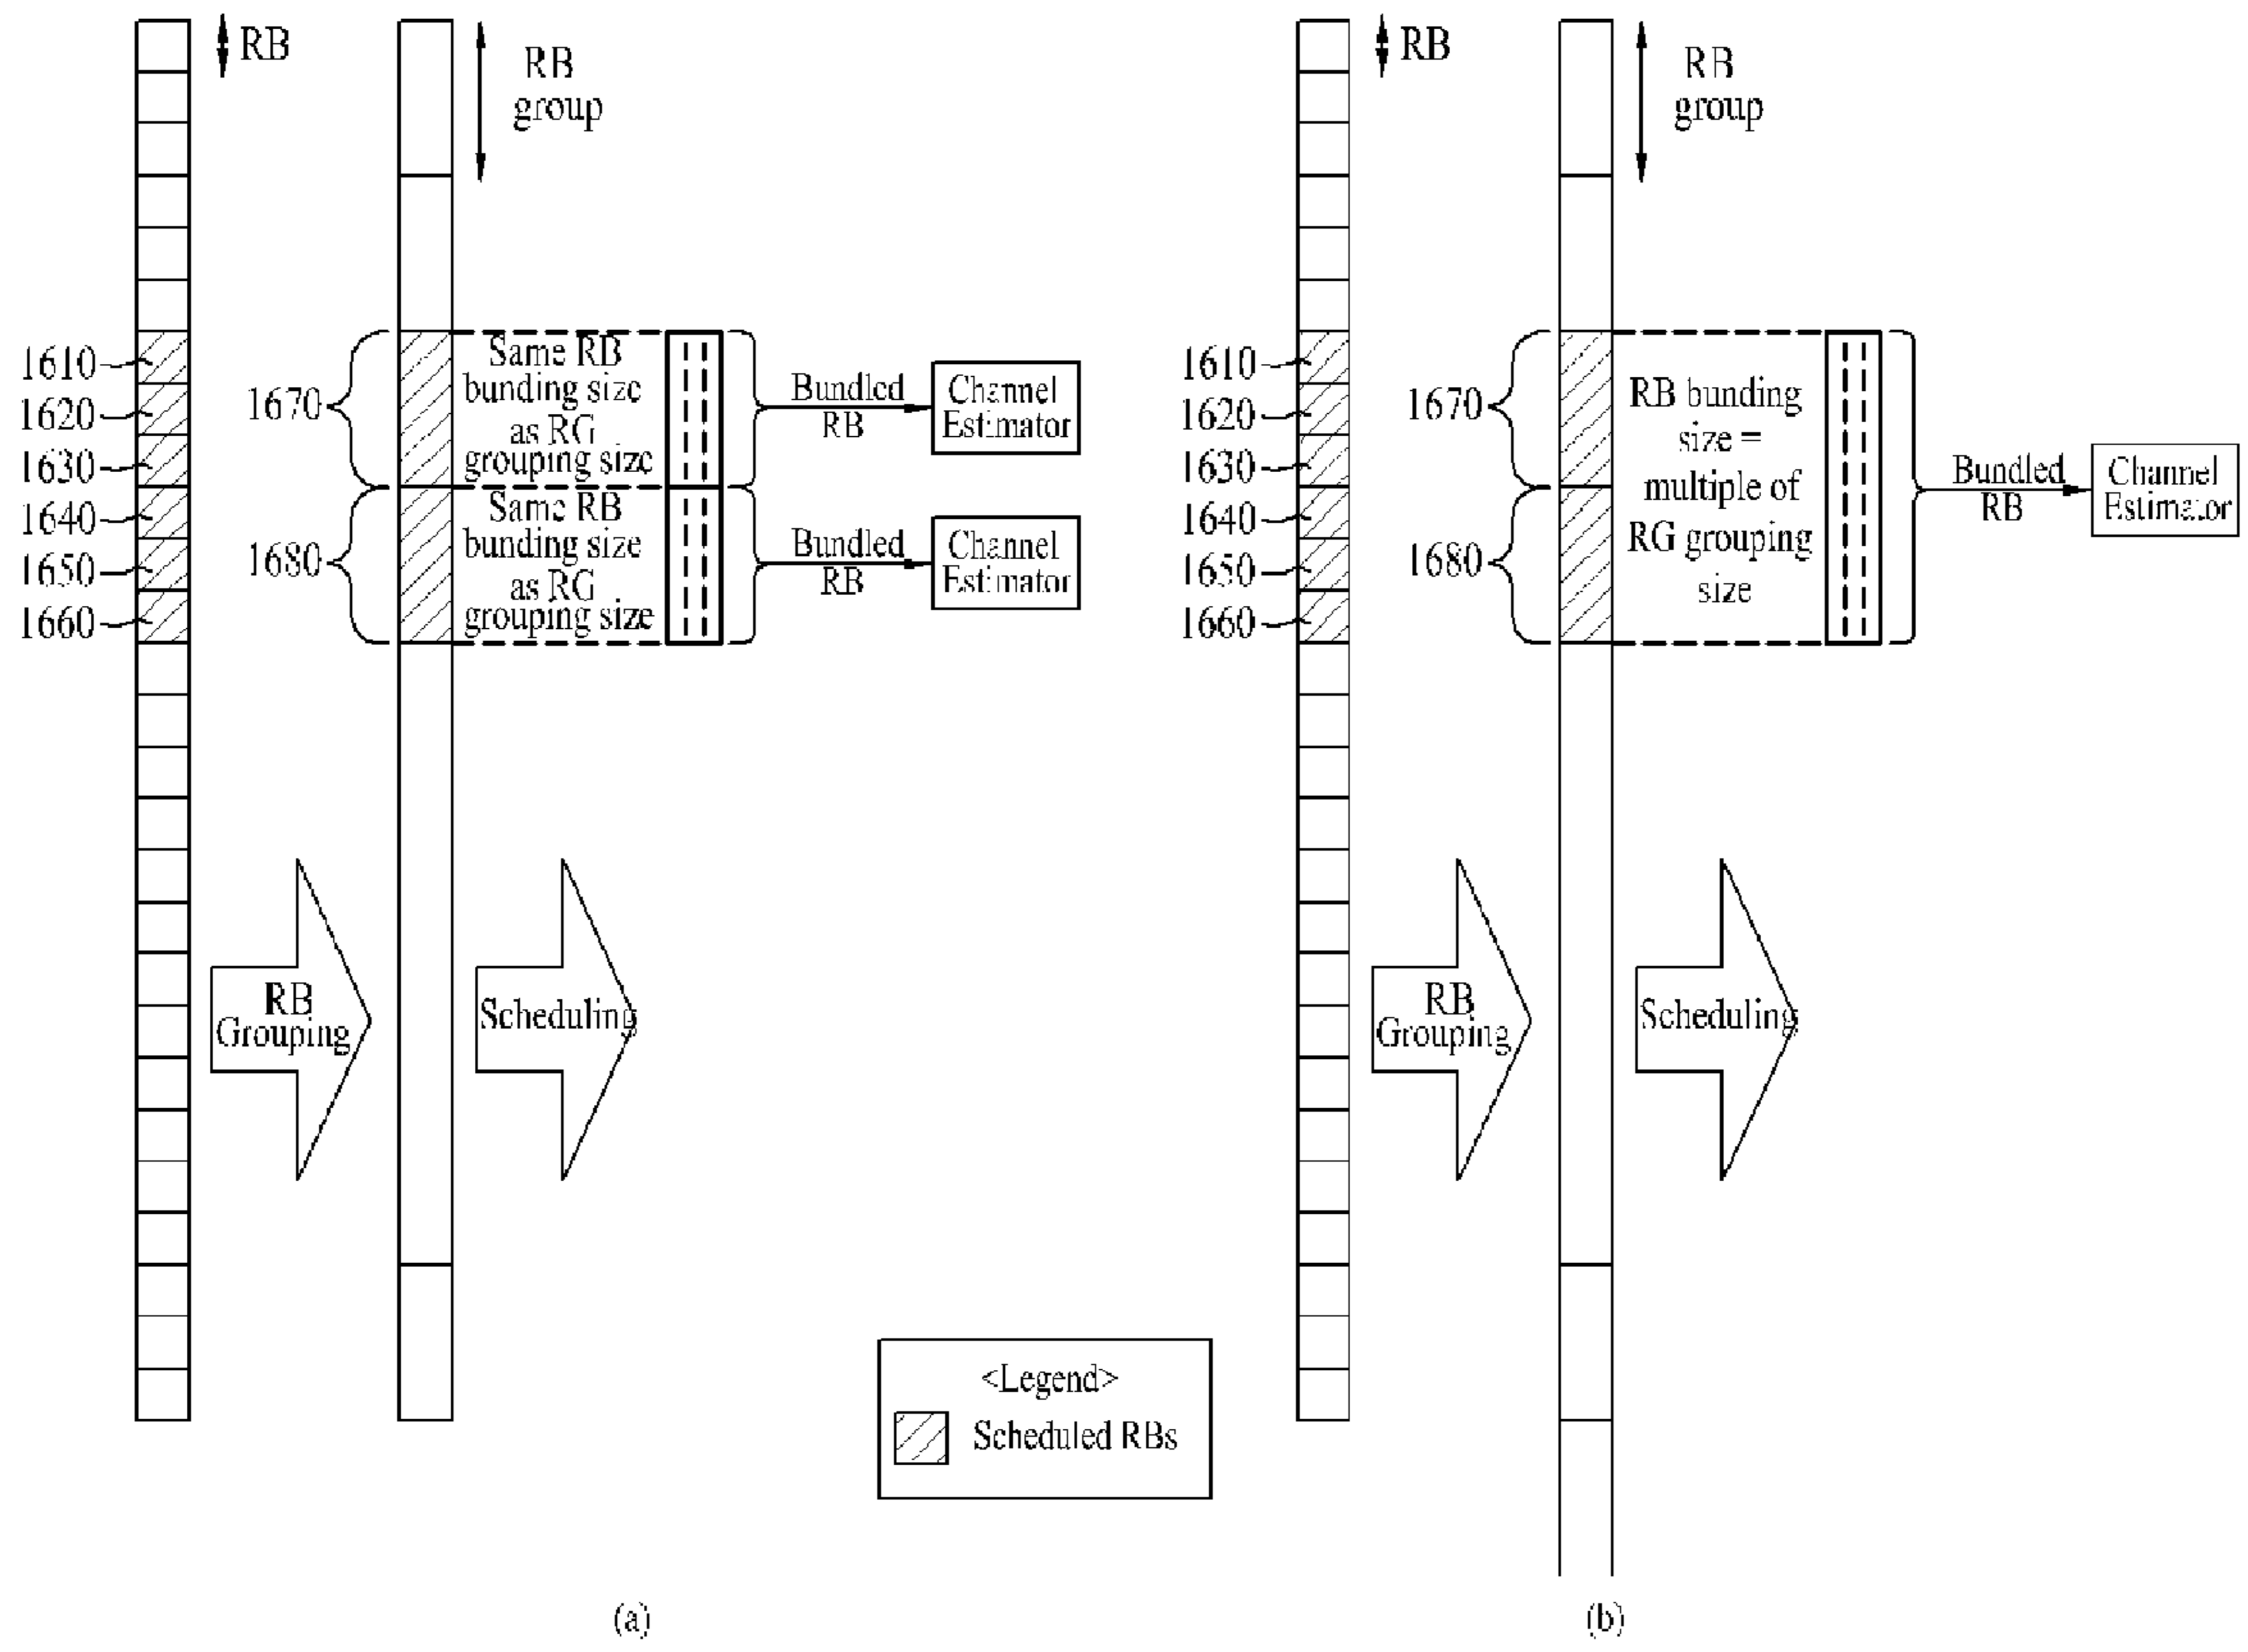 RB
RB
group
1610
1620
1630
1640
1650
1660
1670
1680
Same RB
bunding size
as RG
grouping size
Same RB
bunding size
as RG
grouping size
Bundled
RB
Channel
Estimator
Bundled
RB
Channel
Estimator
RB
Grouping
Scheduling
(a)
RB
RB
group
1610
1620
1630
1640
1650
1660
1670
1680
RB bunding
size =
multiple of
RG grouping
size
Bundled
RB
Channel
Estimator
RB
Grouping
Scheduling
(b)
<Legend>
Scheduled RBs